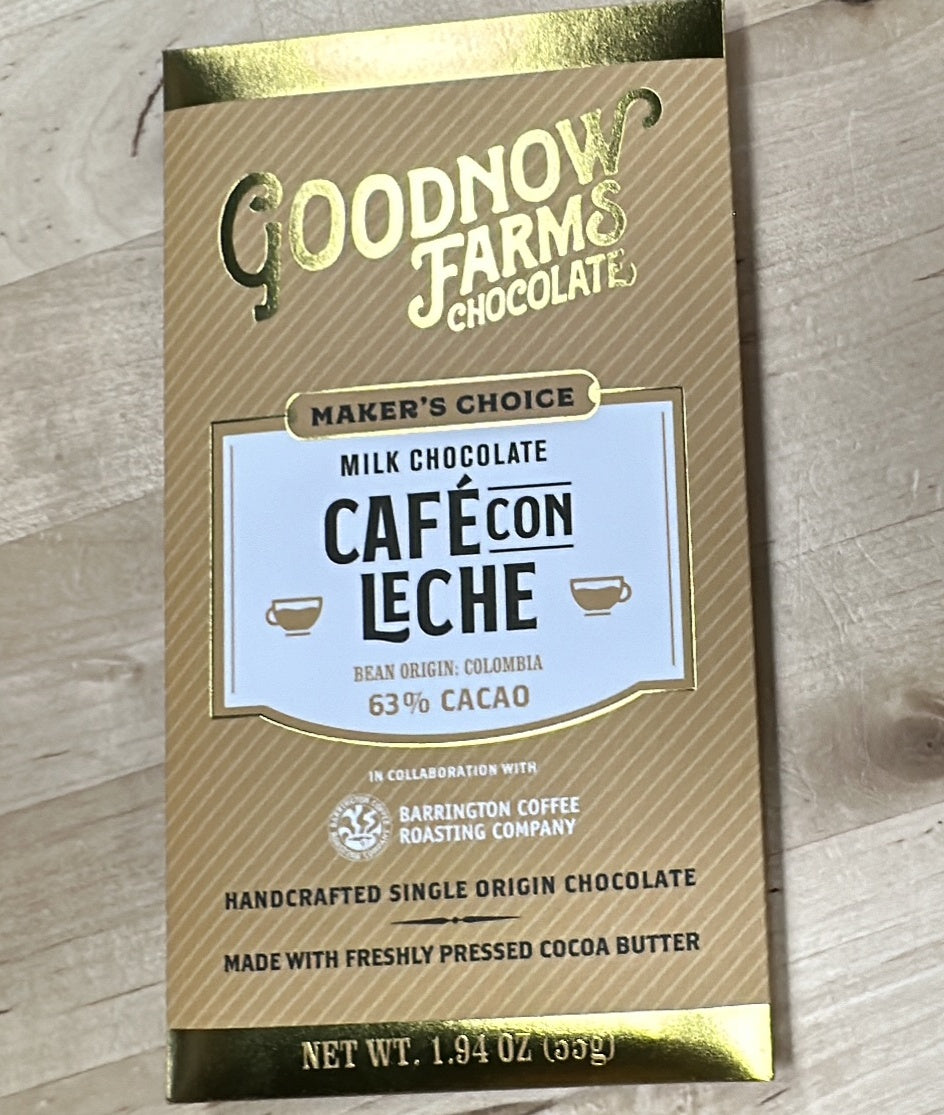 GOODNOW
FARMS
CHOCOLATE
MAKER'S CHOICE
MILK CHOCOLATE
CAFÉ CON
LECHE
BEAN ORIGIN: COLOMBIA
63% CACAO
IN COLLABORATION WITH
BARRINGTON COFFEE
ROASTING COMPANY
HANDCRAFTED SINGLE ORIGIN CHOCOLATE
MADE WITH FRESHLY PRESSED COCOA BUTTER
NET WT. 1.94 OZ (55g)